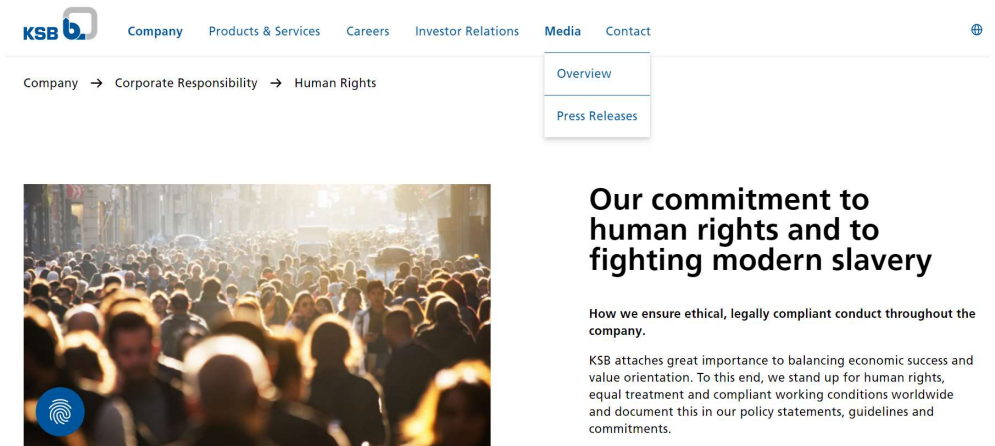 KSB b.
Company Products & Services Careers Investor Relations Media Contact
Overview
Press Releases
Company → Corporate Responsibility → Human Rights
Our commitment to
human rights and to
fighting modern slavery
How we ensure ethical, legally compliant conduct throughout the
company.
KSB attaches great importance to balancing economic success and
value orientation. To this end, we stand up for human rights,
equal treatment and compliant working conditions worldwide
and document this in our policy statements, guidelines and
commitments.